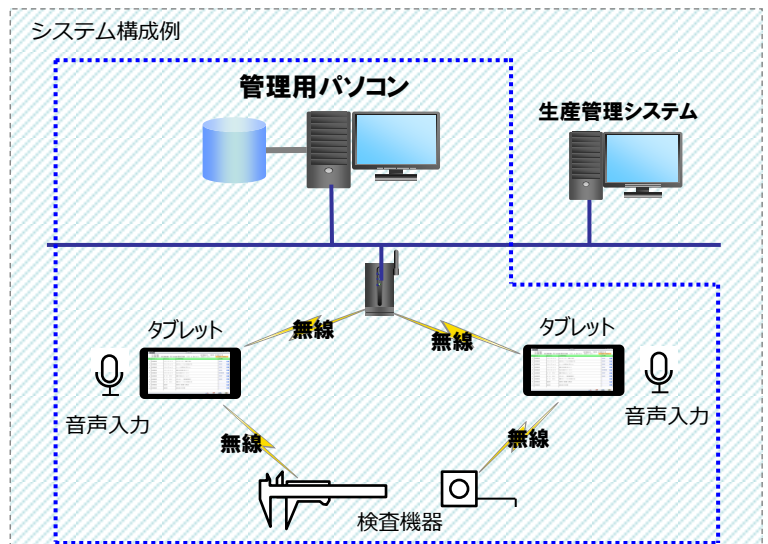 システム構成例
管理用パソコン
生産管理システム
タブレット
無線
無線
タブレット
音声入力
音声入力
無線
無線
検査機器